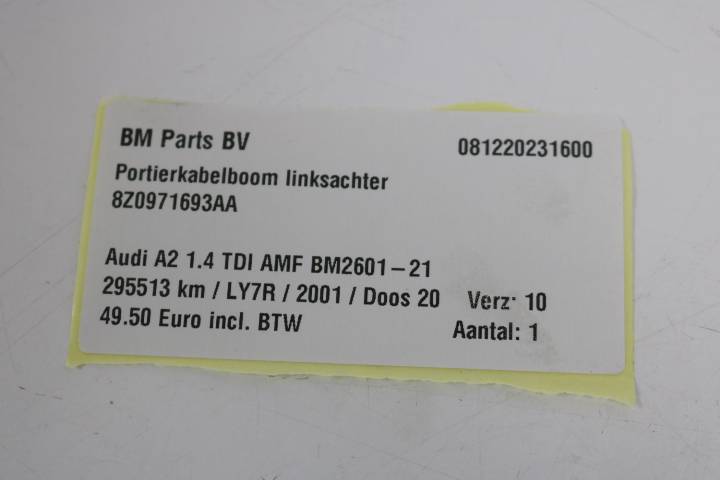 BM Parts BV 081220231600
Portierkabelboom linksachter
8Z0971693AA
Audi A2 1.4 TDI AMF BM2601-21
295513 km / LY7R / 2001 / Doos 20 Verz: 10
49.50 Euro incl. BTW Aantal: 1